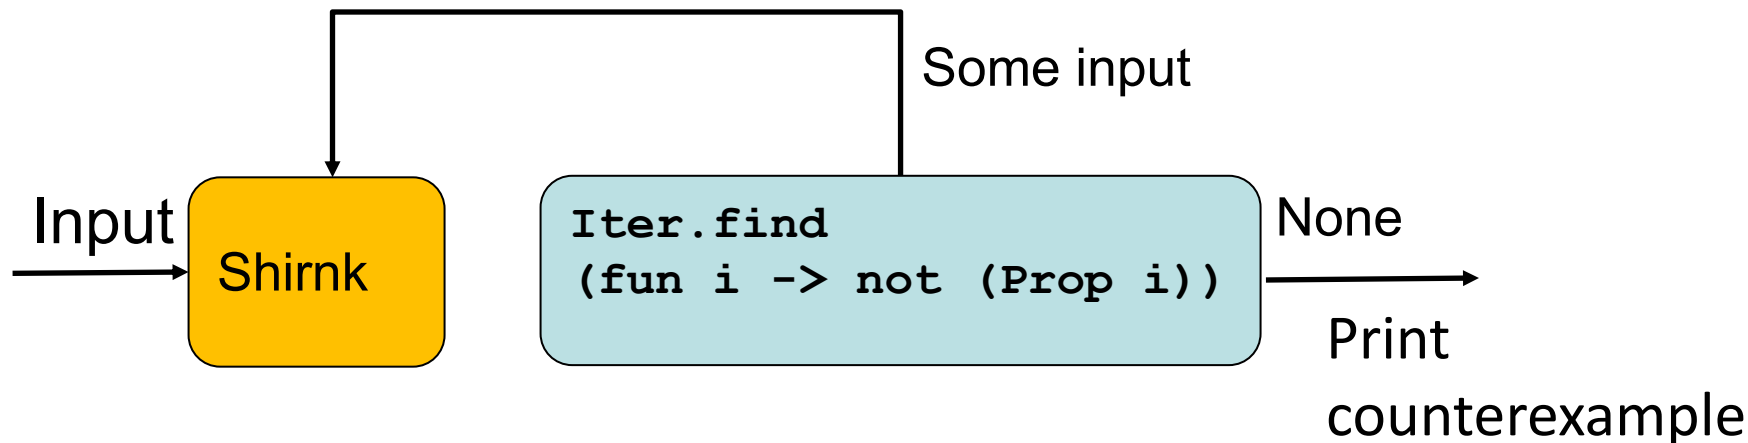 Some input
Input
Shirnk
Iter.find
(fun i -> not (Prop i))
None
Print
counterexample